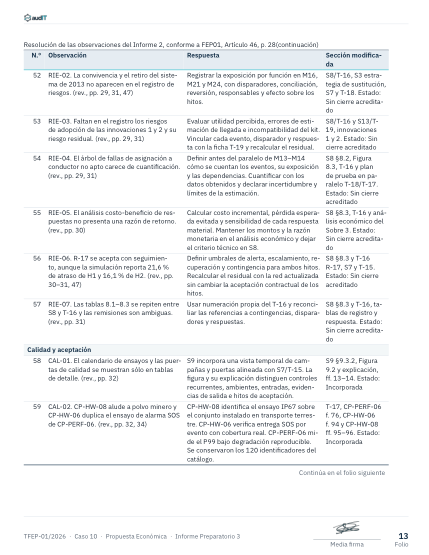 audIT
Resolución de las observaciones del Informe 2, conforme a FEP01, Artículo 46, p. 28(continuación)
N.º Observación Respuesta Sección modifica-
da
52 RIE-02. La convivencia y el retiro del siste-
ma de 2013 no aparecen en el registro de
riesgos. (rev., pp. 29, 31, 47)
Registrar la exposición por función en M16,
M21 y M24, con disparadores, conciliación,
reversión, responsables y efecto sobre los
hitos.
S8/T-16, S3 estra-
tegia de sustitución,
S7 y T-18. Estado:
Sin cierre acredita-
do
53 RIE-03. Faltan en el registro los riesgos
de adopción de las innovaciones 1 y 2 y su
riesgo residual. (rev., pp. 29, 31)
Evaluar utilidad percibida, errores de esti-
mación de llegada e incompatibilidad del kit.
Vincular cada evento, disparador y respues-
ta con la ficha T-19 y recalcular el residual.
S8/T-16 y S13/T-
19, innovaciones
1 y 2. Estado: Sin
cierre acreditado
54 RIE-04. El árbol de fallas de asignación a
conductor no apto carece de cuantificación.
(rev., pp. 29, 31)
Definir antes del paralelo de M13–M14
cómo se cuentan los eventos, su exposición
y las dependencias. Cuantificar con los
datos obtenidos y declarar incertidumbre y
límites de la estimación.
S8 §8.2, Figura
8.3, T-16 y plan
de prueba en pa-
ralelo T-18/T-17.
Estado: Sin cierre
acreditado
55 RIE-05. El análisis costo-beneficio de res-
puestas no presenta una razón de retorno.
(rev., pp. 30)
Calcular costo incremental, pérdida espera-
da evitada y sensibilidad de cada respuesta
material. Mantener los montos y la razón
monetaria en el análisis económico y dejar
el criterio técnico en S8.
S8 §8.3, T-16 y aná-
lisis económico del
Sobre 3. Estado:
Sin cierre acredita-
do
56 RIE-06. R-17 se acepta con seguimien-
to, aunque la simulación reporta 21,6 %
de atraso de H1 y 16,1 % de H2. (rev., pp.
30–31, 47)
Definir umbrales de alerta, escalamiento, re-
cuperación y contingencia para ambos hitos.
Recalcular el residual con la red actualizada
sin cambiar la aceptación contractual de los
hitos.
S8 §8.3 y T-16
R-17, S7 y T-15.
Estado: Sin cierre
acreditado
57 RIE-07. Las tablas 8.1–8.3 se repiten entre
S8 y T-16 y las remisiones son ambiguas.
(rev., pp. 31)
Usar numeración propia del T-16 y reconci-
liar las referencias a contingencias, dispara-
dores y respuestas.
S8 §8.3 y T-16, ta-
blas de registro y
respuesta. Estado:
Sin cierre acredita-
do
Calidad y aceptación
58 CAL-01. El calendario de ensayos y las puer-
tas de calidad se muestran sólo en tablas
de detalle. (rev., pp. 32)
S9 incorpora una vista temporal de cam-
pañas y puertas alineada con S7/T-15. La
figura y su explicación distinguen controles
recurrentes, ambientes, entradas, eviden-
cias de salida e hitos de aceptación.
S9 §9.3.2, Figura
9.2 y explicación,
ff. 13–14. Estado:
Incorporada
59 CAL-02. CP-HW-08 alude a polvo minero y
CP-HW-06 duplica el ensayo de alarma SOS
de CP-PERF-06. (rev., pp. 32, 34)
CP-HW-08 identifica el ensayo IP67 sobre
el conjunto instalado en transporte terres-
tre. CP-HW-06 verifica entrega SOS por
evento con cobertura real. CP-PERF-06 mi-
de el P99 bajo degradación reproducible.
Se conservaron los 120 identificadores del
catálogo.
T-17, CP-PERF-06
f. 76, CP-HW-06
f. 94 y CP-HW-08
ff. 95–96. Estado:
Incorporada
Continúa en el folio siguiente
TFEP-01/2026 · Caso 10 · Propuesta Económica · Informe Preparatorio 3
Media firma
13
Folio